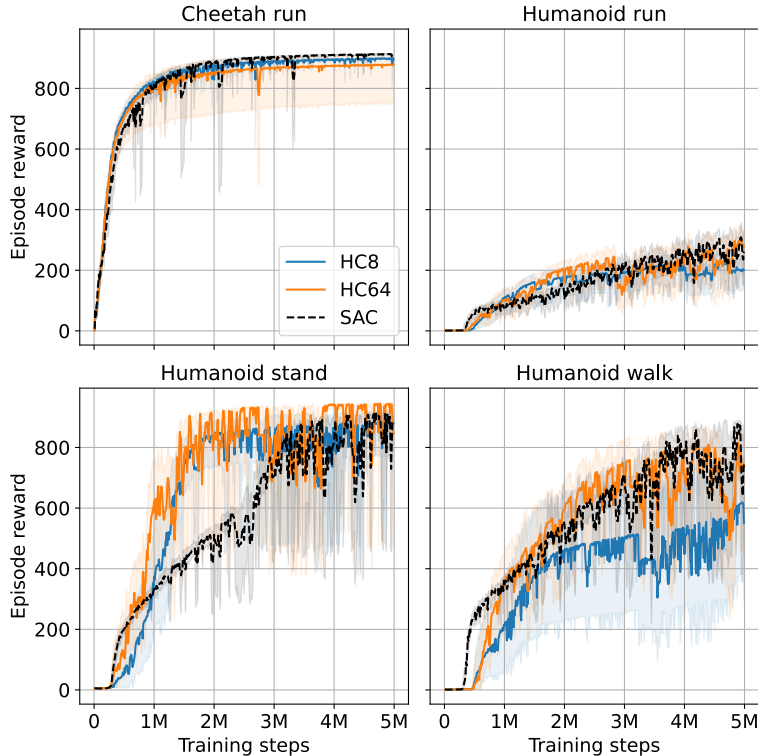 Cheetah run
Humanoid run
Episode reward
800
600
400
200
0
HC8
HC64
SAC
Humanoid stand
Humanoid walk
Episode reward
800
600
400
200
0
0 1M 2M 3M 4M 5M
0 1M 2M 3M 4M 5M
Training steps
Training steps